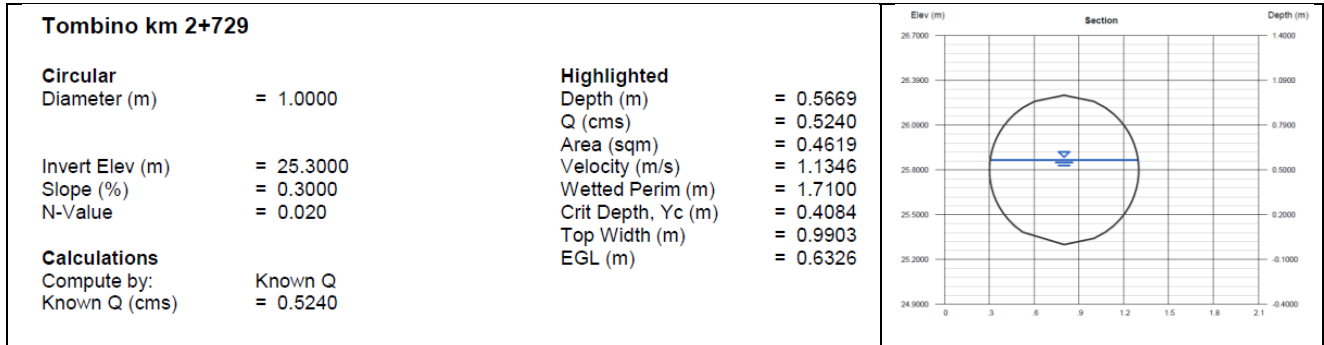 Tombino km 2+729
Circular
Diameter (m) = 1.0000
Invert Elev (m) = 25.3000
Slope (%) = 0.3000
N-Value = 0.020
Calculations
Compute by: Known Q
Known Q (cms) = 0.5240
Highlighted
Depth (m) = 0.5669
Q (cms) = 0.5240
Area (sqm) = 0.4619
Velocity (m/s) = 1.1346
Wetted Perim (m) = 1.7100
Crit Depth, Yc (m) = 0.4084
Top Width (m) = 0.9903
EGL (m) = 0.6326
Elev (m) Section Depth (m)
26.7000 1.4000
26.3900 1.0900
26.0900 0.7900
25.8000 0.5000
25.5000 0.2000
25.2000 -0.1000
24.9000 -0.4000
0 .3 .6 .9 1.2 1.5 1.8 2.1